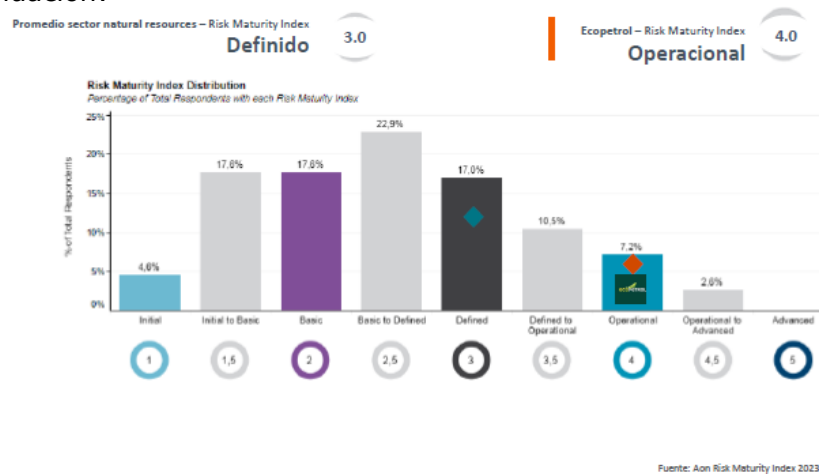 Promedio sector natural resources – Risk Maturity Index
Definido
3.0
Ecopetrol – Risk Maturity Index
Operacional
4.0
Risk Maturity Index Distribution
Percentage of Total Respondents with each Risk Maturity Index
% of Total Respondents
25%
20%
15%
10%
5%
0%
4,6%
17,6%
17,6%
22,9%
17,0%
10,5%
7,2%
2,6%
ECOPETROL
Initial
Initial to Basic
Basic
Basic to Defined
Defined
Defined to
Operational
Operational
Operational to
Advanced
Advanced
1
1,5
2
2,5
3
3,5
4
4,5
5
Fuente: Aon Risk Maturity Index 2023